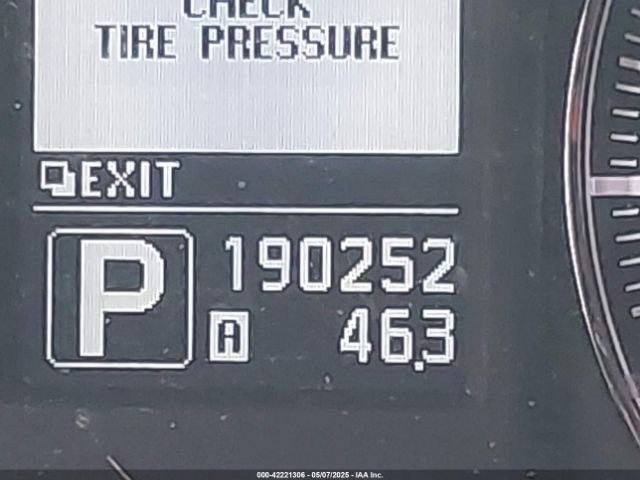 CHECK
TIRE PRESSURE
EXIT
P
190252
A 46.3
000-42221306 - 05/07/2025 - IAA Inc.